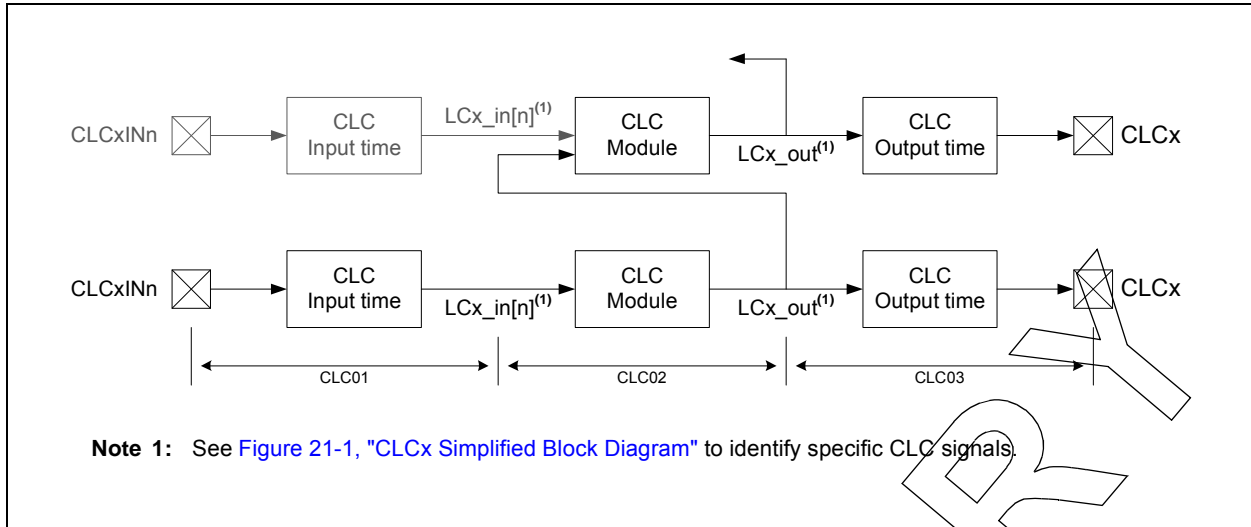 CLCxINn
CLC
Input time
LCx_in[n](1)
CLC
Module
LCx_out(1)
CLC
Output time
CLCx
CLCxINn
CLC
Input time
LCx_in[n](1)
CLC
Module
LCx_out(1)
CLC
Output time
CLCx
CLC01
CLC02
CLC03
Note 1: See Figure 21-1, "CLCx Simplified Block Diagram" to identify specific CLC signals.
R
Y